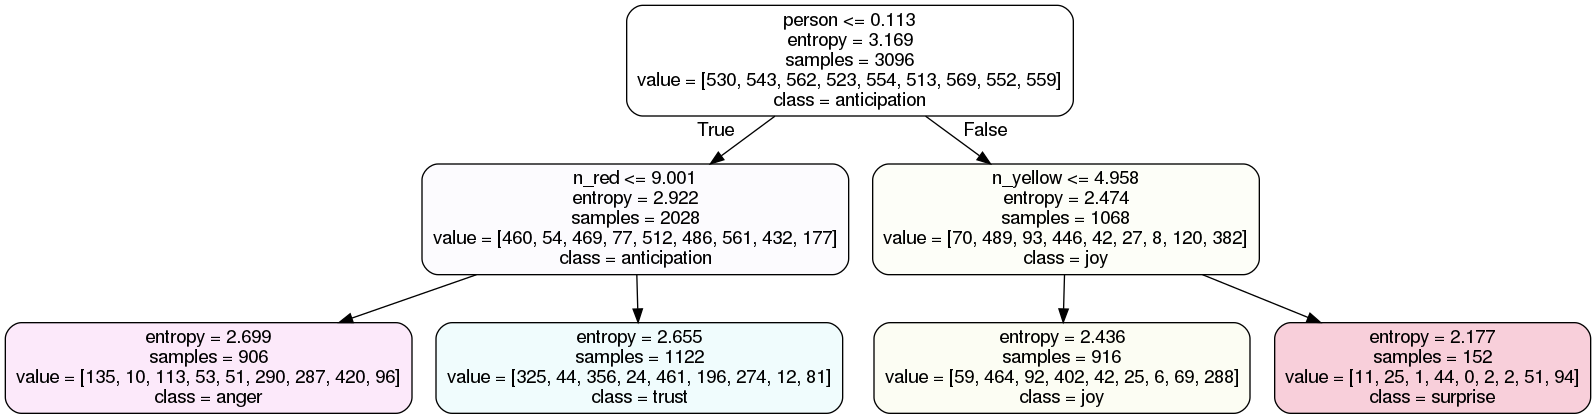 person <= 0.113
entropy = 3.169
samples = 3096
value = [530, 543, 562, 523, 554, 513, 569, 552, 559]
class = anticipation
True
False
n_red <= 9.001
entropy = 2.922
samples = 2028
value = [460, 54, 469, 77, 512, 486, 561, 432, 177]
class = anticipation
n_yellow <= 4.958
entropy = 2.474
samples = 1068
value = [70, 489, 93, 446, 42, 27, 8, 120, 382]
class = joy
entropy = 2.699
samples = 906
value = [135, 10, 113, 53, 51, 290, 287, 420, 96]
class = anger
entropy = 2.655
samples = 1122
value = [325, 44, 356, 24, 461, 196, 274, 12, 81]
class = trust
entropy = 2.436
samples = 916
value = [59, 464, 92, 402, 42, 25, 6, 69, 288]
class = joy
entropy = 2.177
samples = 152
value = [11, 25, 1, 44, 0, 2, 2, 51, 94]
class = surprise